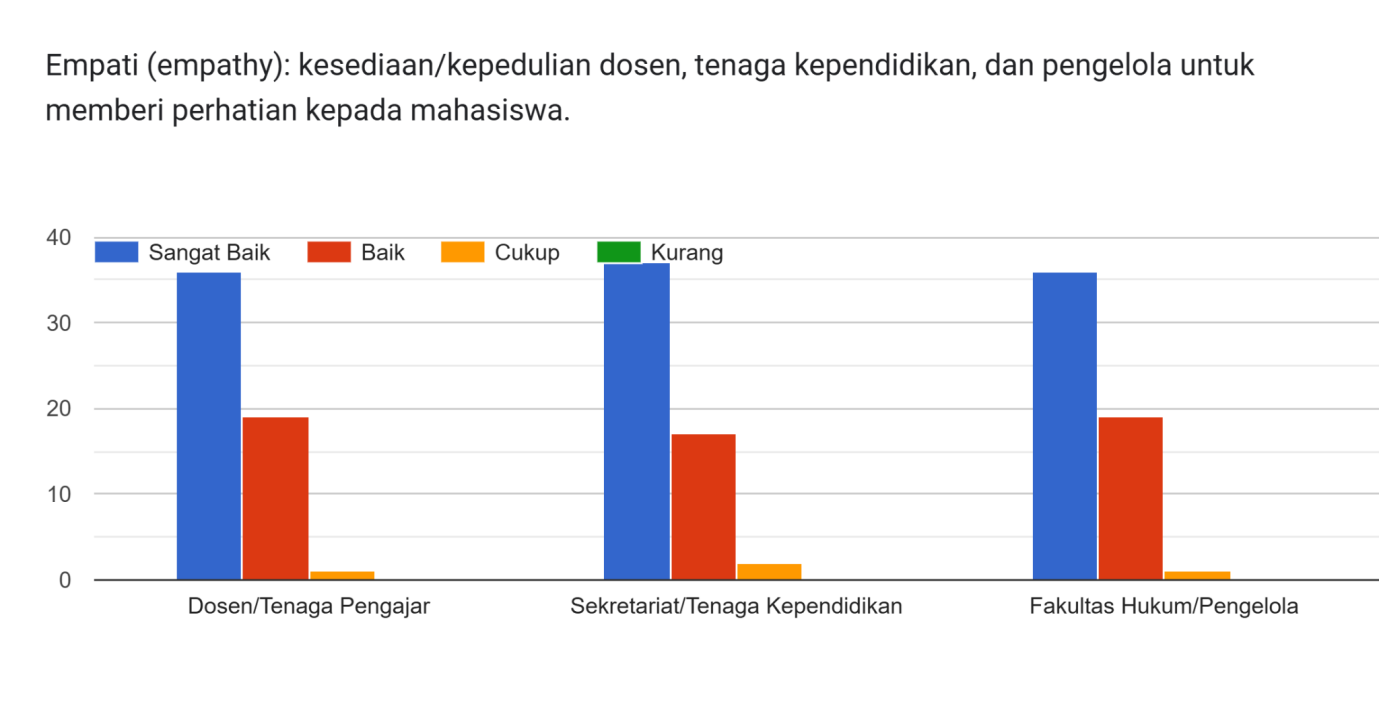 Empati (empathy): kesediaan/kepedulian dosen, tenaga kependidikan, dan pengelola untuk
memberi perhatian kepada mahasiswa.
40
Sangat Baik Baik Cukup Kurang
30
20
10
0
Dosen/Tenaga Pengajar Sekretariat/Tenaga Kependidikan Fakultas Hukum/Pengelola